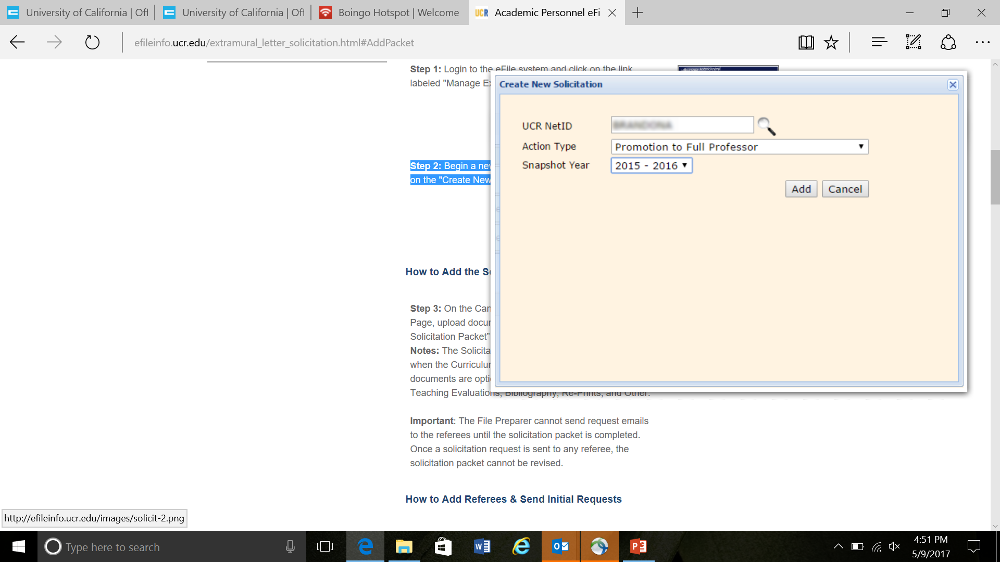 University of California | Off
University of California | Off
Boingo Hotspot | Welcome
UCR Academic Personnel eFi
efileinfo.ucr.edu/extramural_letter_solicitation.html#AddPacket
Step 1: Login to the eFile system and click on the link
labeled "Manage E
Create New Solicitation
UCR NetID
Action Type Promotion to Full Professor
Snapshot Year 2015 - 2016
Add Cancel
Step 2: Begin a new
on the "Create New
How to Add the S
Step 3: On the Can
Page, upload docu
Solicitation Packet"
Notes: The Solicita
when the Curriculu
documents are opti
Teaching Evaluations, Bibliography, Re-Prints, and Other.
Important: The File Preparer cannot send request emails
to the referees until the solicitation packet is completed.
Once a solicitation request is sent to any referee, the
solicitation packet cannot be revised.
How to Add Referees & Send Initial Requests
http://efileinfo.ucr.edu/images/solicit-2.png
Type here to search
4:51 PM
5/9/2017